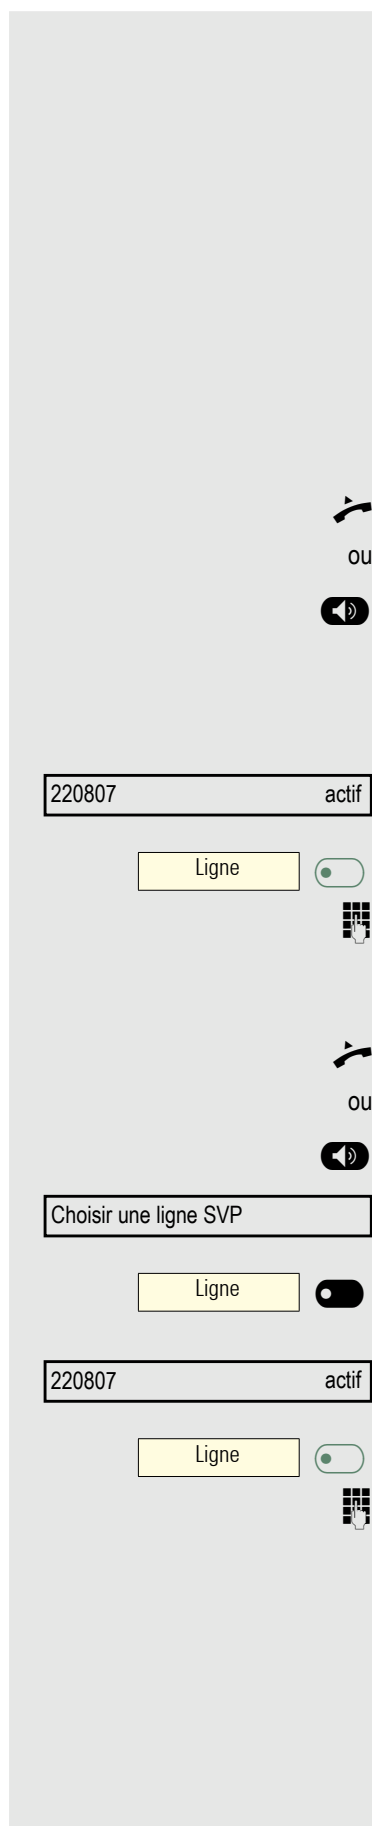 ou
220807 actif
Ligne
ou
Choisir une ligne SVP
Ligne
220807 actif
Ligne